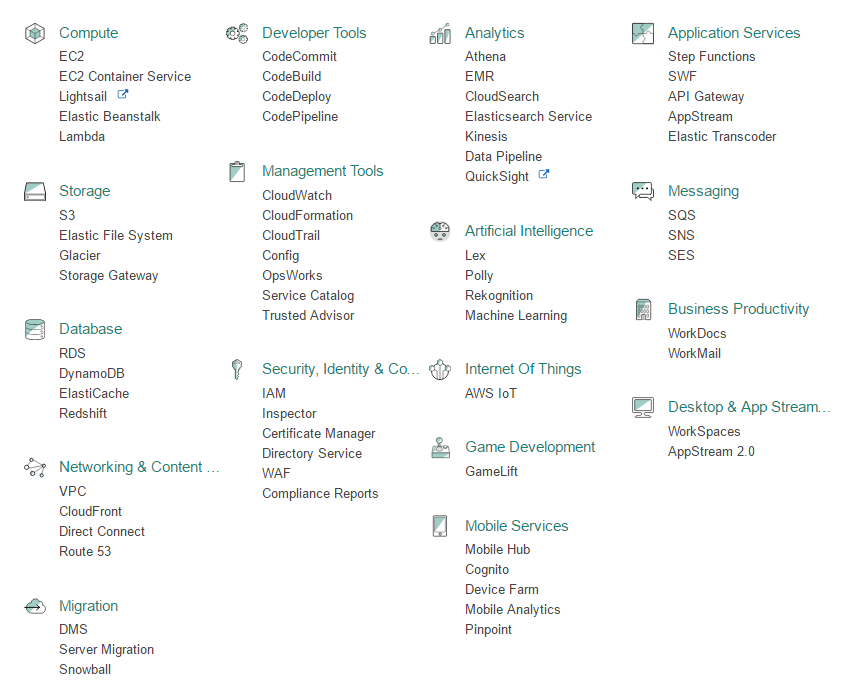 Compute
EC2
EC2 Container Service
Lightsail
Elastic Beanstalk
Lambda
Storage
S3
Elastic File System
Glacier
Storage Gateway
Database
RDS
DynamoDB
ElastiCache
Redshift
Networking & Content ...
VPC
CloudFront
Direct Connect
Route 53
Migration
DMS
Server Migration
Snowball
Developer Tools
CodeCommit
CodeBuild
CodeDeploy
CodePipeline
Management Tools
CloudWatch
CloudFormation
CloudTrail
Config
OpsWorks
Service Catalog
Trusted Advisor
Security, Identity & Co...
IAM
Inspector
Certificate Manager
Directory Service
WAF
Compliance Reports
Analytics
Athena
EMR
CloudSearch
Elasticsearch Service
Kinesis
Data Pipeline
QuickSight
Artificial Intelligence
Lex
Polly
Rekognition
Machine Learning
Internet Of Things
AWS IoT
Game Development
GameLift
Mobile Services
Mobile Hub
Cognito
Device Farm
Mobile Analytics
Pinpoint
Application Services
Step Functions
SWF
API Gateway
AppStream
Elastic Transcoder
Messaging
SQS
SNS
SES
Business Productivity
WorkDocs
WorkMail
Desktop & App Stream...
WorkSpaces
AppStream 2.0